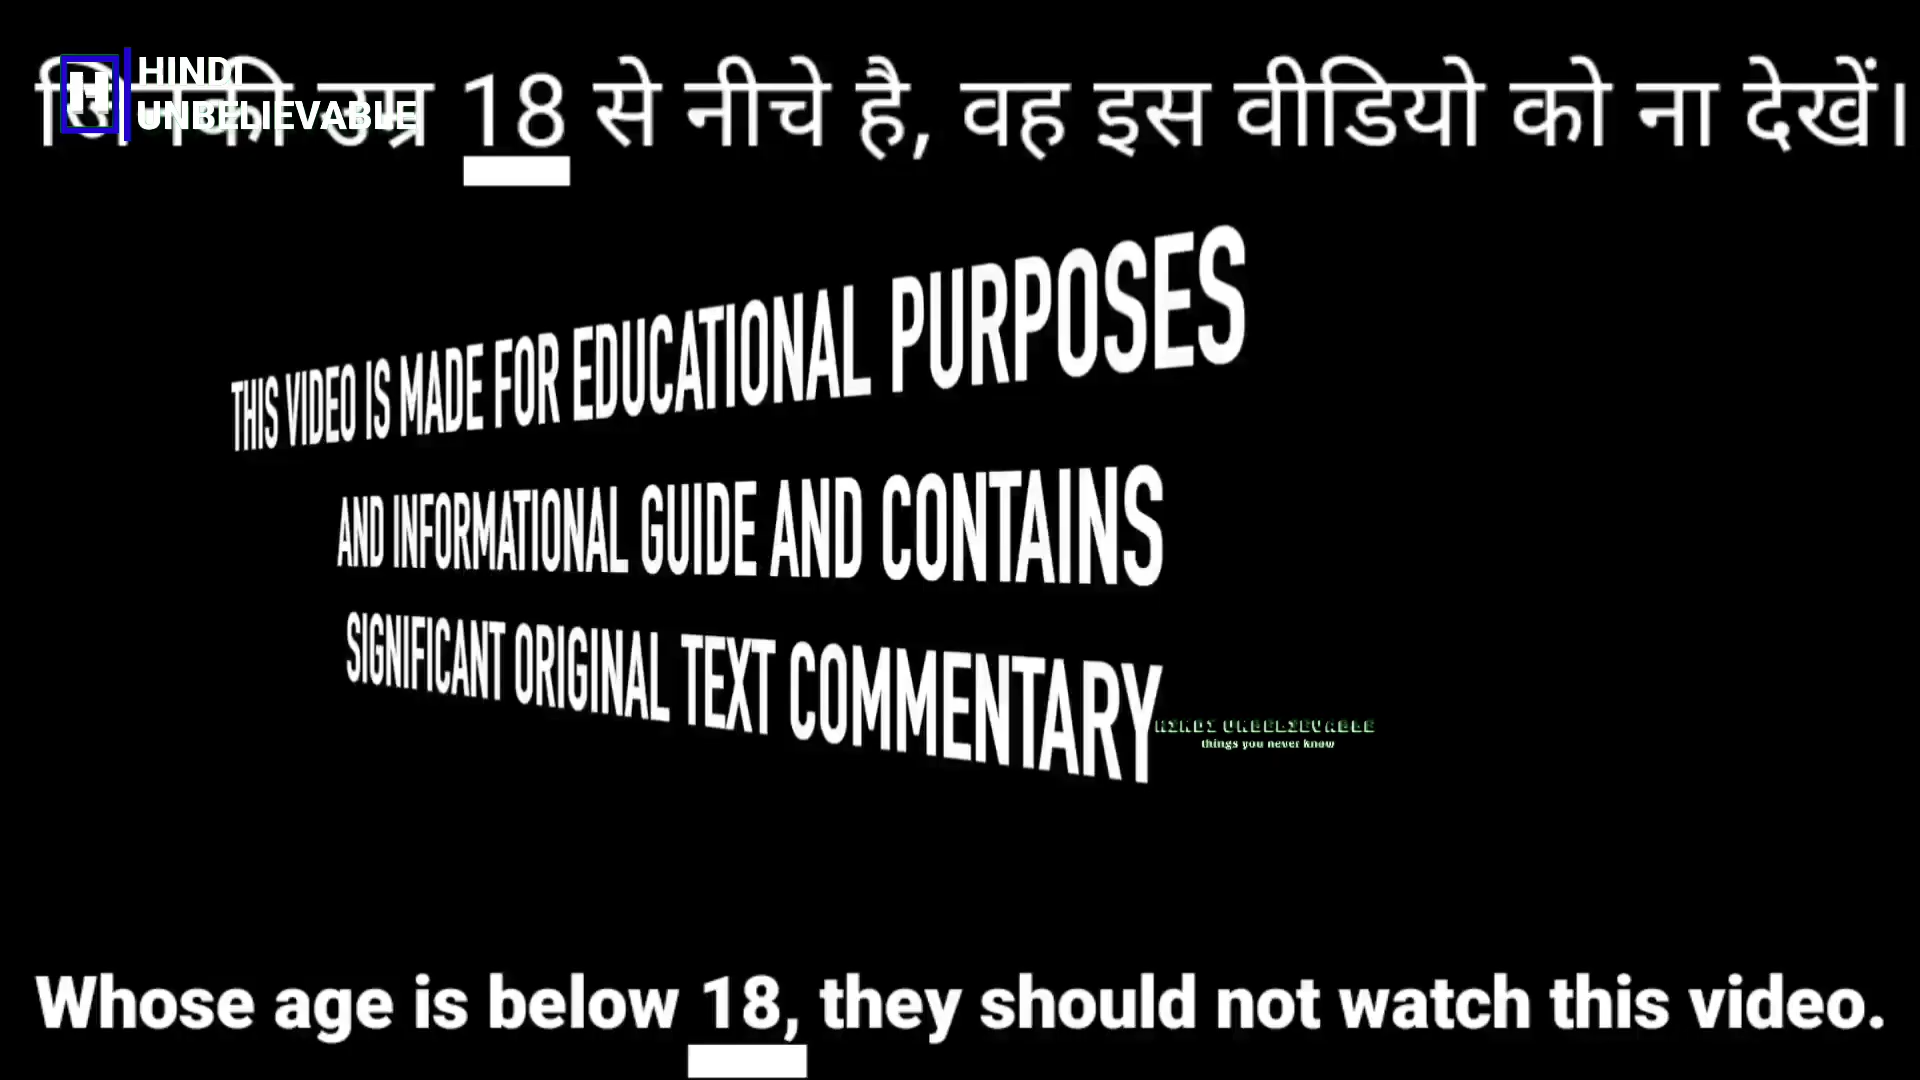 HINDI
UNBELIEVABLE
जिनकी उम्र 18 से नीचे है, वह इस वीडियो को ना देखें।
THIS VIDEO IS MADE FOR EDUCATIONAL PURPOSES
AND INFORMATIONAL GUIDE AND CONTAINS
SIGNIFICANT ORIGINAL TEXT COMMENTARY
HINDI UNBELIEVABLE
things you never know
Whose age is below 18, they should not watch this video.